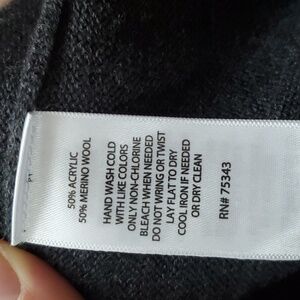 50% ACRYLIC
50% MERINO WOOL
HAND WASH COLD
WITH LIKE COLORS
ONLY NON-CHLORINE
BLEACH WHEN NEEDED
DO NOT WRING OR TWIST
LAY FLAT TO DRY
COOL IRON IF NEEDED
OR DRY CLEAN
RN# 75343